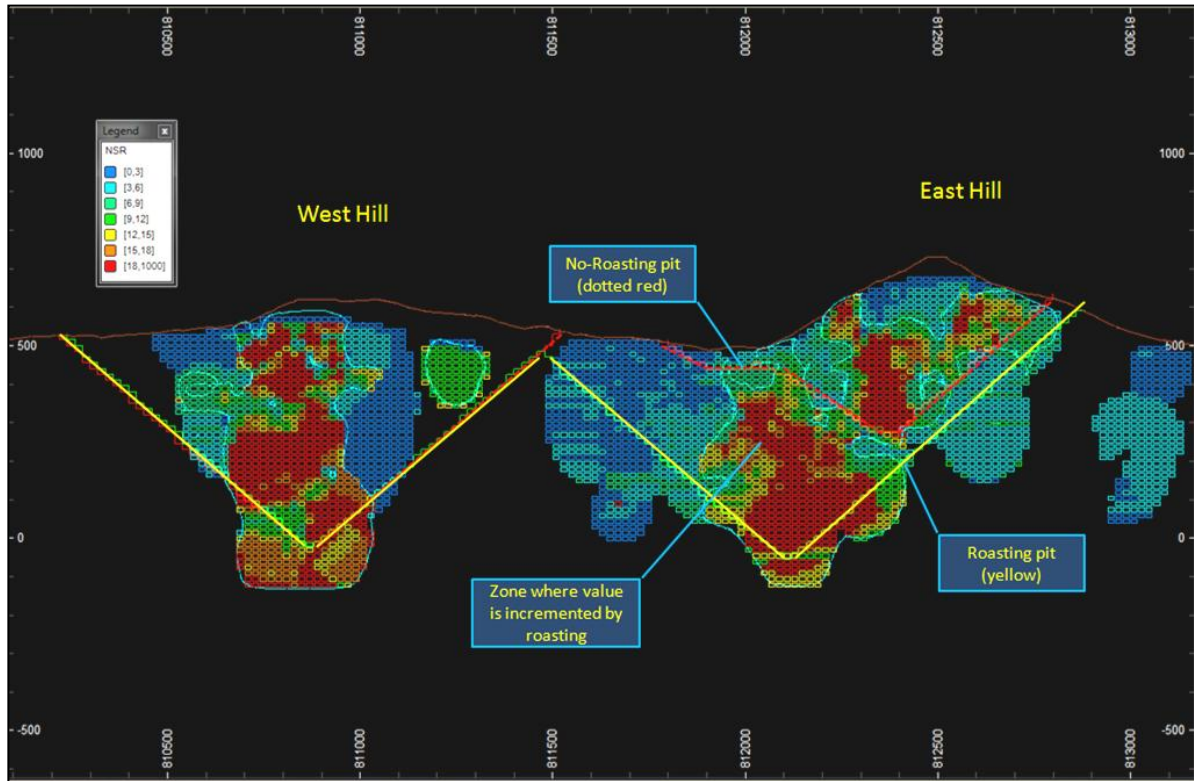 810500
811000
811500
812000
812500
813000
1000
1000
Legend
NSR
[0,3]
[3,6]
[6,9]
[9,12]
[12,15]
[15,18]
[18,1000]
West Hill
East Hill
No-Roasting pit
(dotted red)
500
500
0
0
Zone where value
is incremented by
roasting
Roasting pit
(yellow)
-500
-500
810500
811000
811500
812000
812500
813000